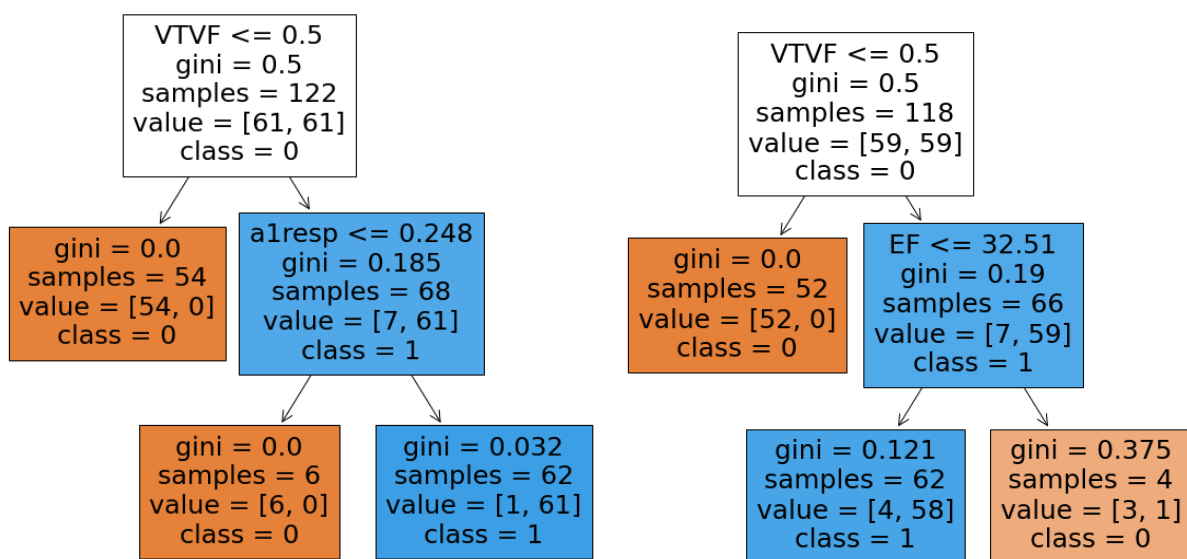 VTVF <= 0.5
gini = 0.5
samples = 122
value = [61, 61]
class = 0
gini = 0.0
samples = 54
value = [54, 0]
class = 0
a1resp <= 0.248
gini = 0.185
samples = 68
value = [7, 61]
class = 1
gini = 0.0
samples = 6
value = [6, 0]
class = 0
gini = 0.032
samples = 62
value = [1, 61]
class = 1
VTVF <= 0.5
gini = 0.5
samples = 118
value = [59, 59]
class = 0
gini = 0.0
samples = 52
value = [52, 0]
class = 0
EF <= 32.51
gini = 0.19
samples = 66
value = [7, 59]
class = 1
gini = 0.121
samples = 62
value = [4, 58]
class = 1
gini = 0.375
samples = 4
value = [3, 1]
class = 0